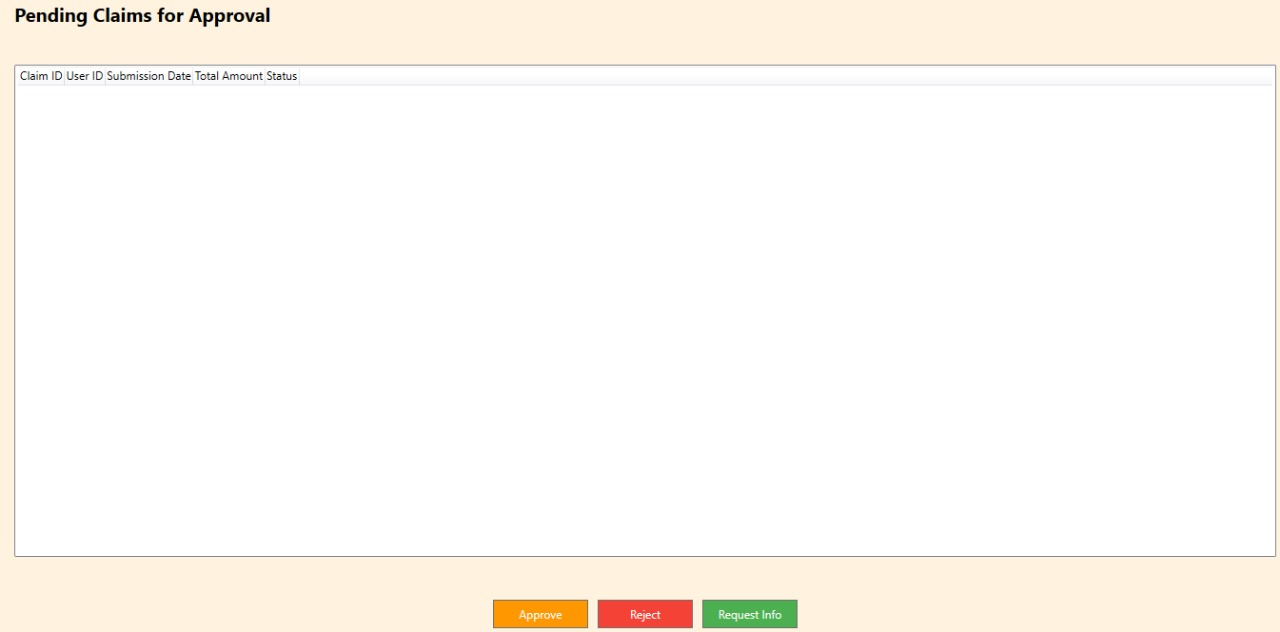 Pending Claims for Approval
Claim ID User ID Submission Date Total Amount Status
Approve Reject Request Info